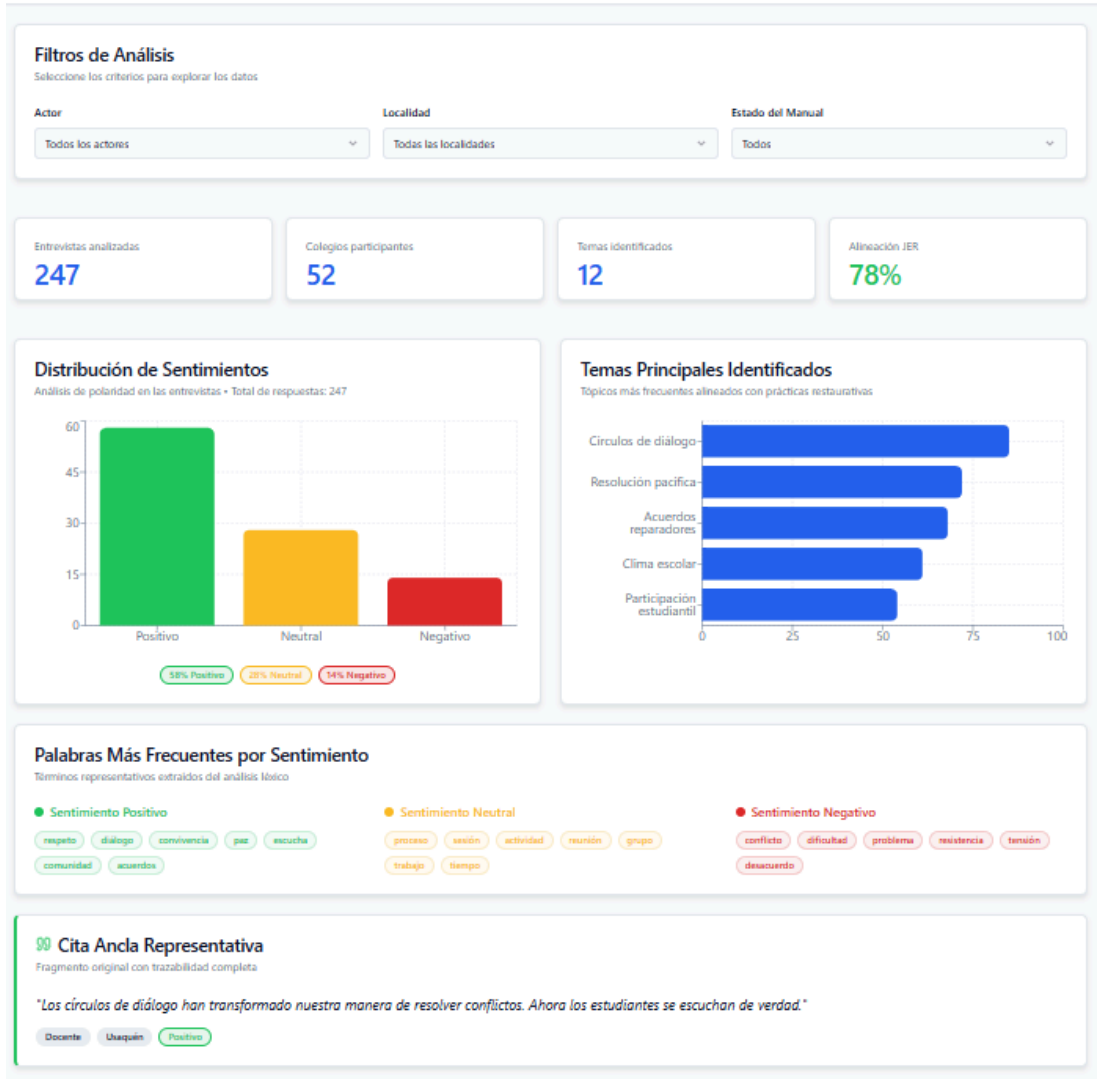 Filtros de Análisis
Seleccione los criterios para explorar los datos
Actor
Localidad
Estado del Manual
Todos los actores
Todas las localidades
Todos
Entrevistas analizadas
Colegios participantes
Temas identificados
Alineación JER
247
52
12
78%
Distribución de Sentimientos
Análisis de polaridad en las entrevistas • Total de respuestas: 247
60
45
30
15
0
Positivo
Neutral
Negativo
58% Positivo
28% Neutral
14% Negativo
Temas Principales Identificados
Tópicos más frecuentes alineados con prácticas restaurativas
Círculos de diálogo
Resolución pacífica
Acuerdos
reparadores
Clima escolar
Participación
estudiantil
0
25
50
75
100
Palabras Más Frecuentes por Sentimiento
Términos representativos extraídos del análisis léxico
Sentimiento Positivo
respeto diálogo convivencia paz escucha
comunidad acuerdos
Sentimiento Neutral
proceso sesión actividad reunión grupo
trabajo tiempo
Sentimiento Negativo
conflicto dificultad problema resistencia tensión
desacuerdo
Cita Ancla Representativa
Fragmento original con trazabilidad completa
"Los círculos de diálogo han transformado nuestra manera de resolver conflictos. Ahora los estudiantes se escuchan de verdad."
Docente Usaquén Positivo